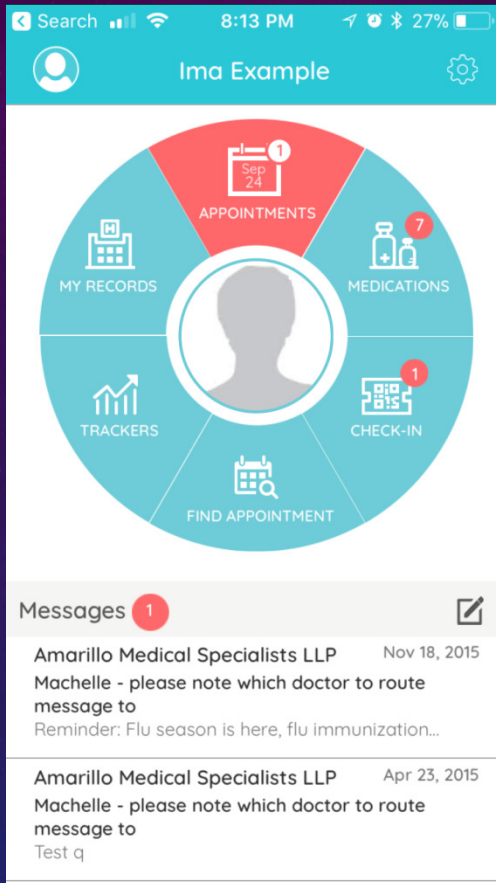 Search 8:13 PM 27%
Ima Example
1
Sep
24
APPOINTMENTS
7
MY RECORDS
MEDICATIONS
1
TRACKERS
CHECK-IN
FIND APPOINTMENT
Messages 1
Amarillo Medical Specialists LLP Nov 18, 2015
Machelle - please note which doctor to route
message to
Reminder: Flu season is here, flu immunization...
Amarillo Medical Specialists LLP Apr 23, 2015
Machelle - please note which doctor to route
message to
Test q